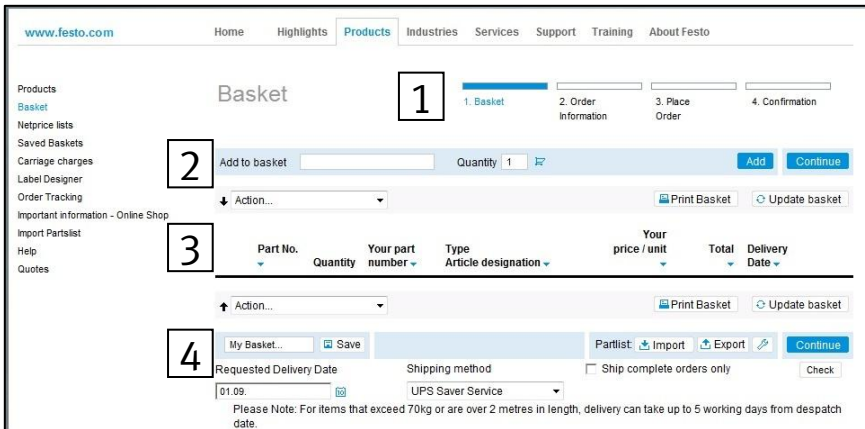 www.festo.com Home Highlights Products Industries Services Support Training About Festo
Products
Basket
Netprice lists
Saved Baskets
Carriage charges
Label Designer
Order Tracking
Important information - Online Shop
Import Partslist
Help
Quotes
Basket
1
1. Basket 2. Order Information 3. Place Order 4. Confirmation
2
Add to basket Quantity 1 Add Continue
Action... Print Basket Update basket
3
Part No. Quantity Your part number Type Article designation Your price / unit Total Delivery Date
Action... Print Basket Update basket
4
My Basket... Save Partlist: Import Export Continue
Requested Delivery Date Shipping method Ship complete orders only Check
01.09. 10 UPS Saver Service
Please Note: For items that exceed 70kg or are over 2 metres in length, delivery can take up to 5 working days from despatch
date.